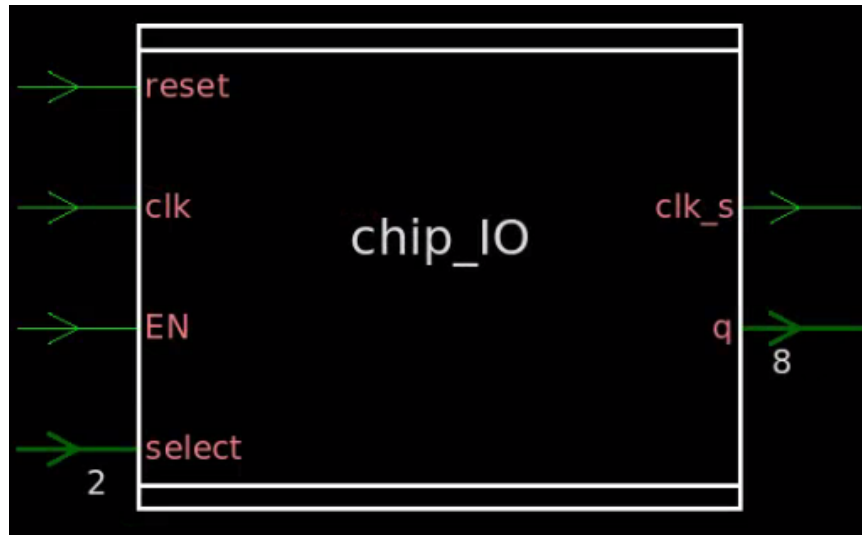 reset
clk
clk_s
chip_IO
EN
q
8
select
2